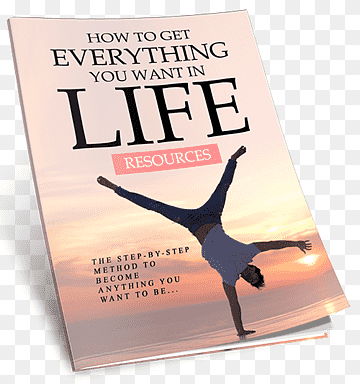 HOW TO GET
EVERYTHING
YOU WANT IN
LIFE
RESOURCES
THE STEP-BY-STEP
METHOD TO
BECOME
ANYTHING YOU
WANT TO BE...